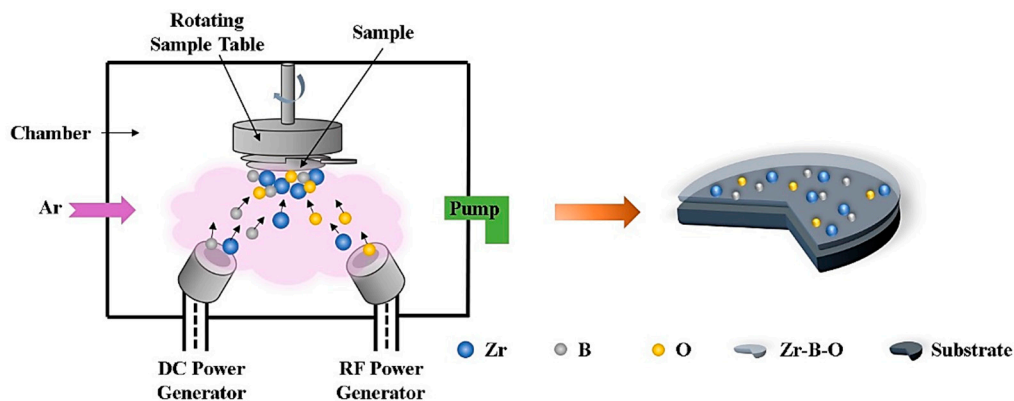 Rotating
Sample Table
Sample
Chamber
Ar
Pump
DC Power
Generator
RF Power
Generator
Zr
B
O
Zr-B-O
Substrate